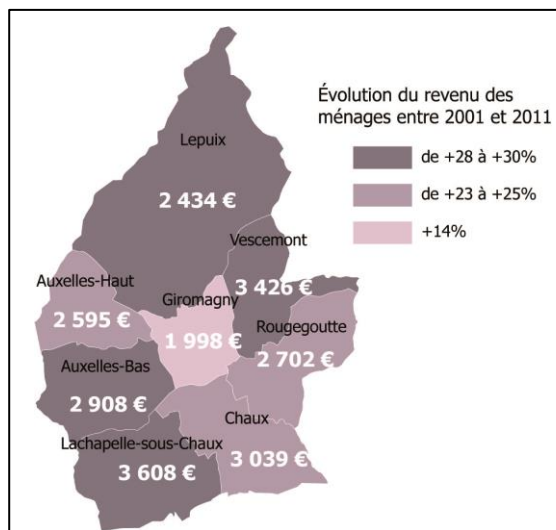 Évolution du revenu des
ménages entre 2001 et 2011
de +28 à +30%
de +23 à +25%
+14%
Lepuix
2 434 €
Vescemont
3 426 €
Auxelles-Haut
2 595 €
Giromagny
1 998 €
Rougegoutte
2 702 €
Auxelles-Bas
2 908 €
Chaux
3 039 €
Lachapelle-sous-Chaux
3 608 €